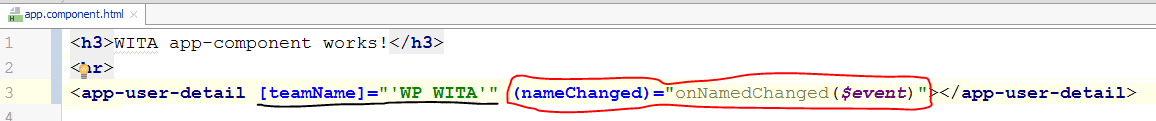 app.component.html
1 <h3>WITA app-component works!</h3>
2 <hr>
3 <app-user-detail [teamName]="'WP WITA'" (nameChanged)="onNamedChanged($event)"></app-user-detail>
4